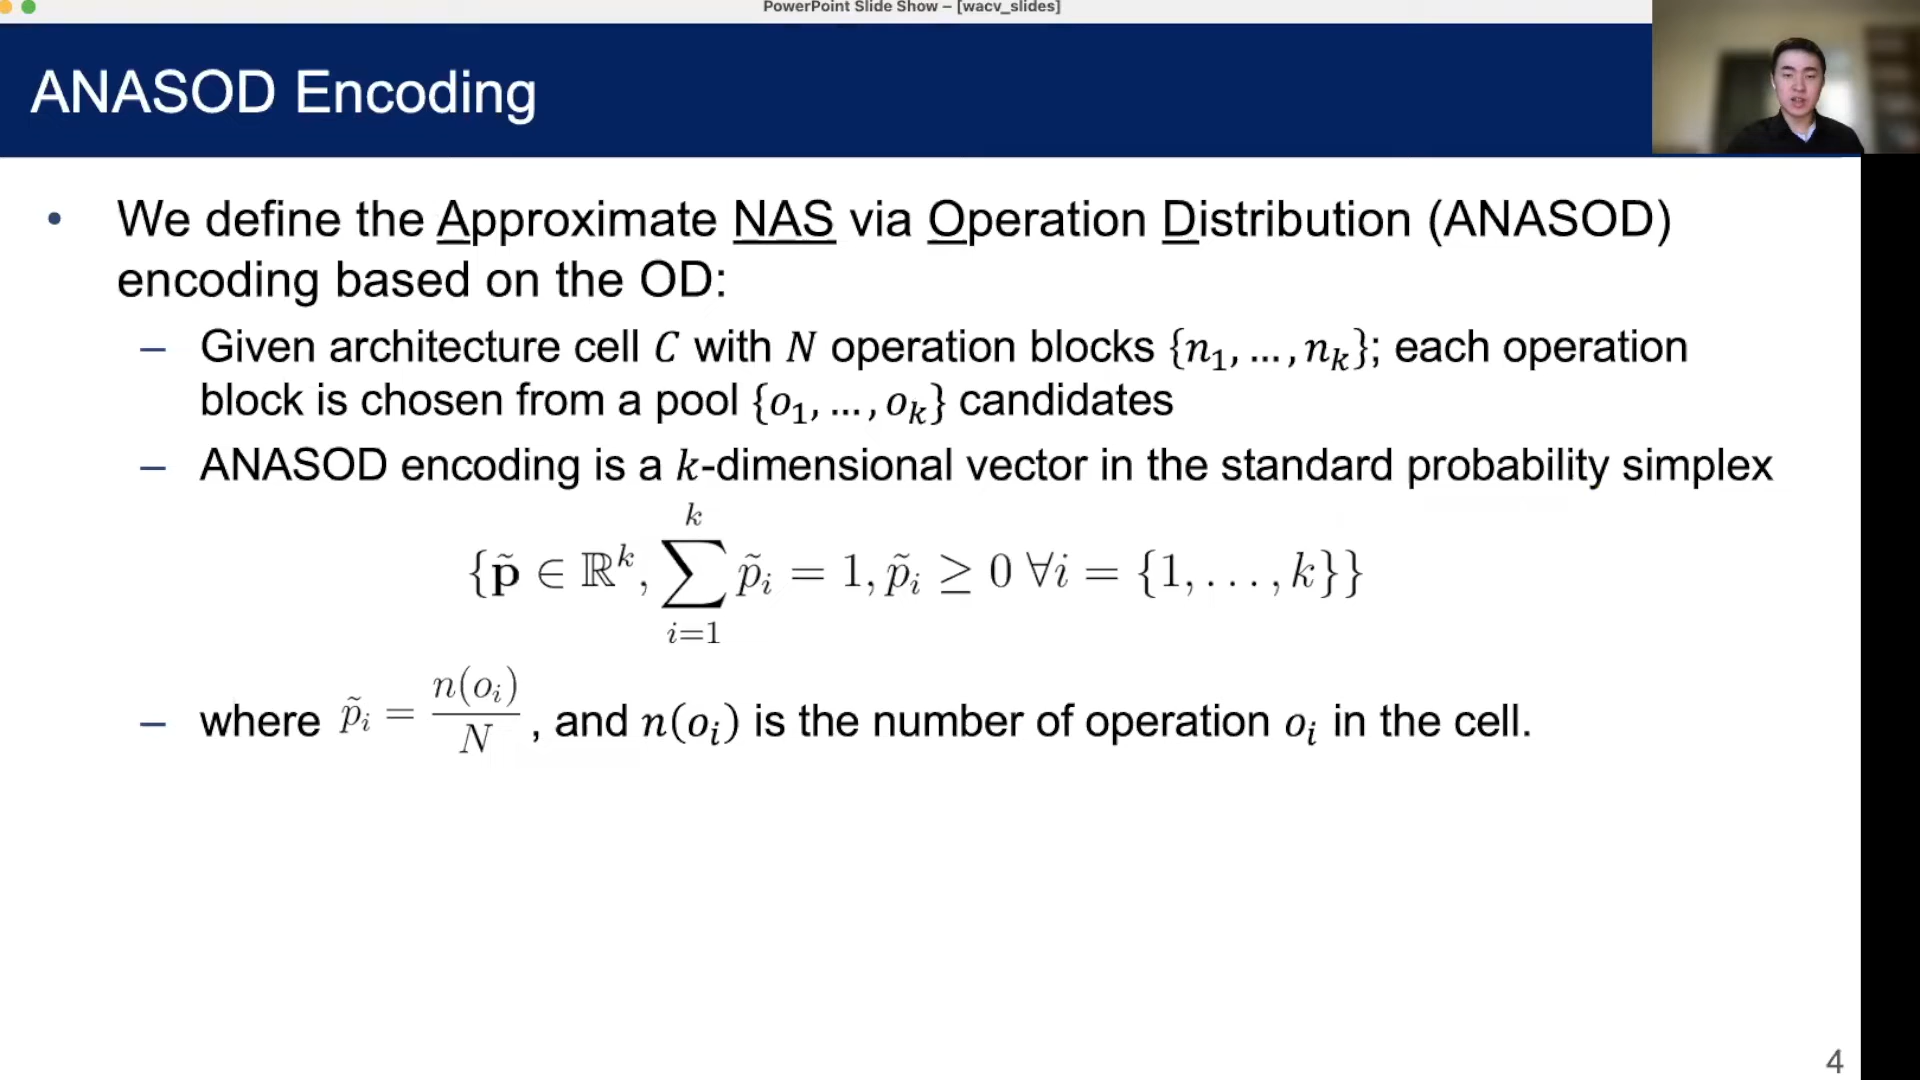 PowerPoint Slide Show – [wacv_slides]
ANASOD Encoding
• We define the Approximate NAS via Operation Distribution (ANASOD)
encoding based on the OD:
– Given architecture cell C with N operation blocks {n₁, … , nₖ}; each operation
block is chosen from a pool {o₁, … , oₖ} candidates
– ANASOD encoding is a k-dimensional vector in the standard probability simplex
{p̃ ∈ ℝᵏ, ∑ᵢ₌₁ᵏ p̃ᵢ = 1, p̃ᵢ ≥ 0 ∀i = {1, . . . , k}}
– where p̃ᵢ = n(oᵢ)/N , and n(oᵢ) is the number of operation oᵢ in the cell.
4